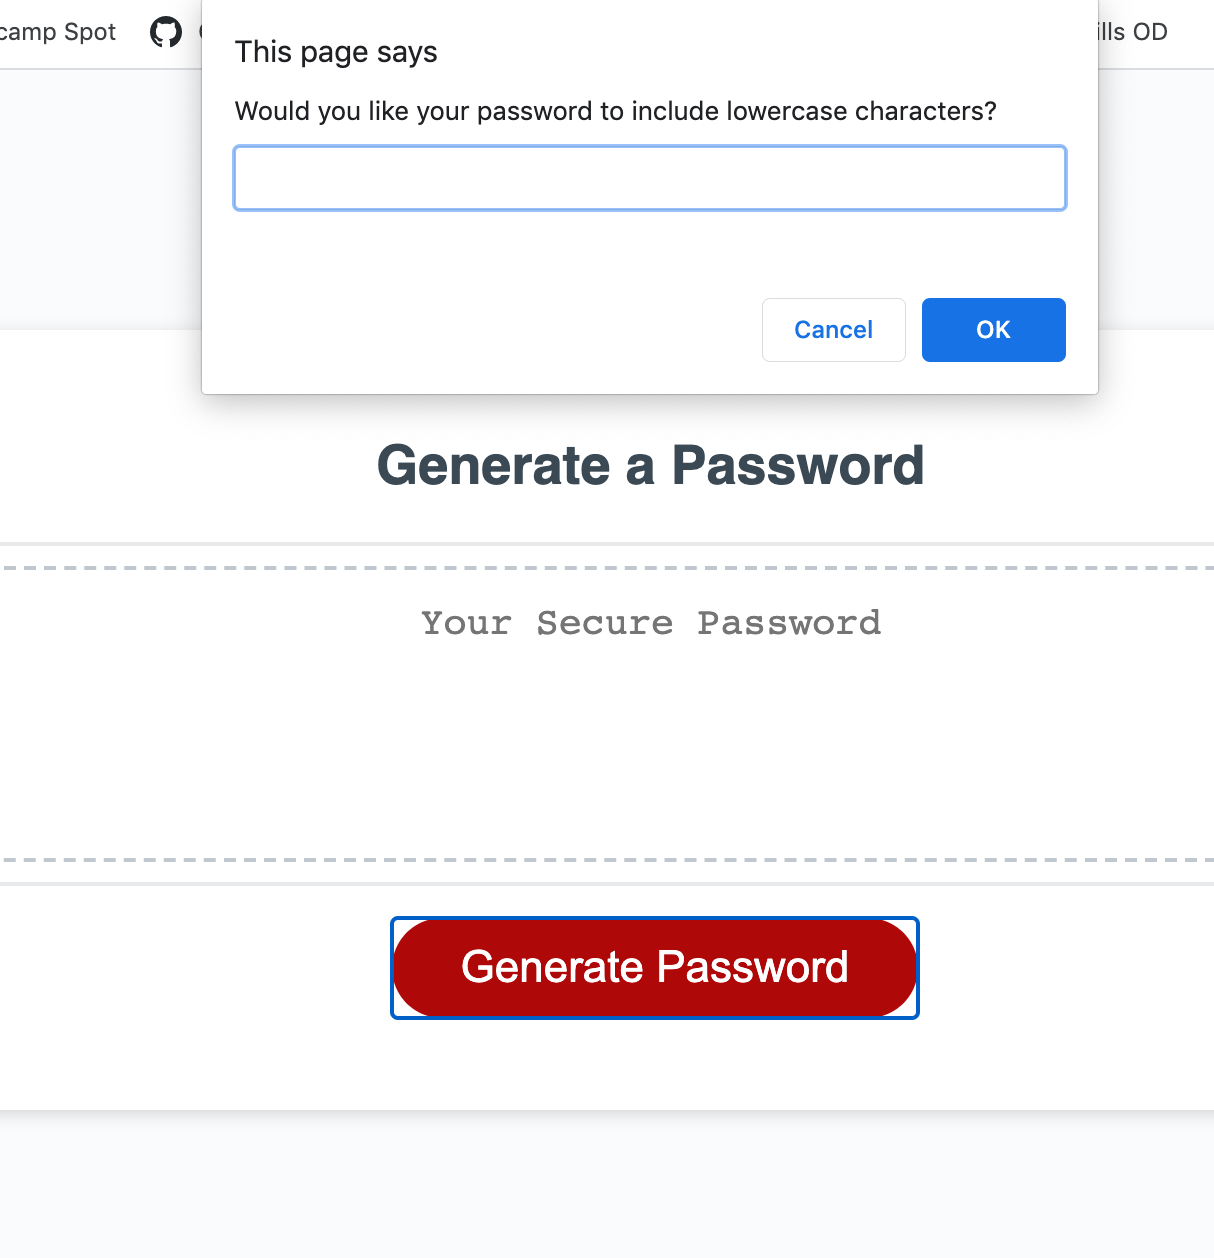 camp Spot
ills OD
This page says
Would you like your password to include lowercase characters?
Cancel
OK
Generate a Password
Your Secure Password
Generate Password